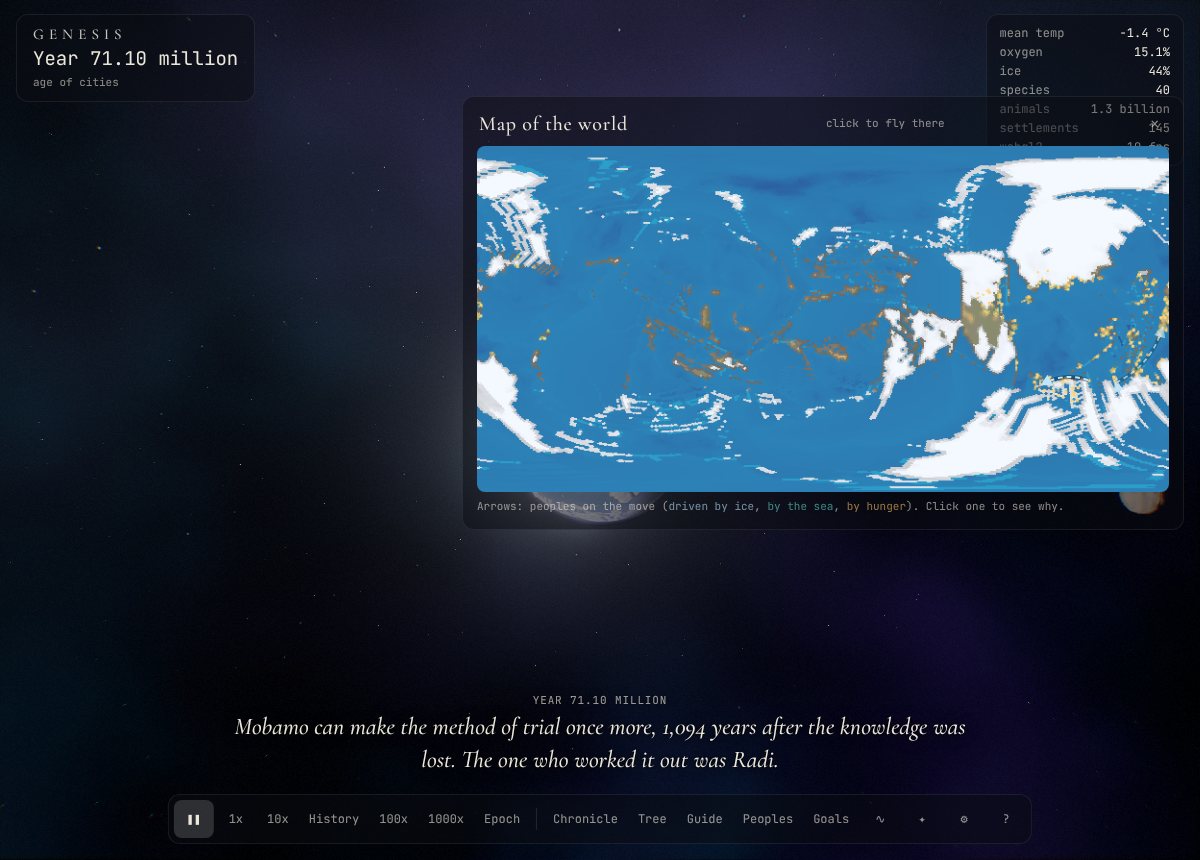 GENESIS
Year 71.10 million
age of cities
mean temp -1.4 °C
oxygen 15.1%
ice 44%
species 40
animals 1.3 billion
settlements 145
webgl2 10 fps
Map of the world
click to fly there
×
Arrows: peoples on the move (driven by ice, by the sea, by hunger). Click one to see why.
YEAR 71.10 MILLION
Mobamo can make the method of trial once more, 1,094 years after the knowledge was
lost. The one who worked it out was Radi.
1x 10x History 100x 1000x Epoch Chronicle Tree Guide Peoples Goals ?